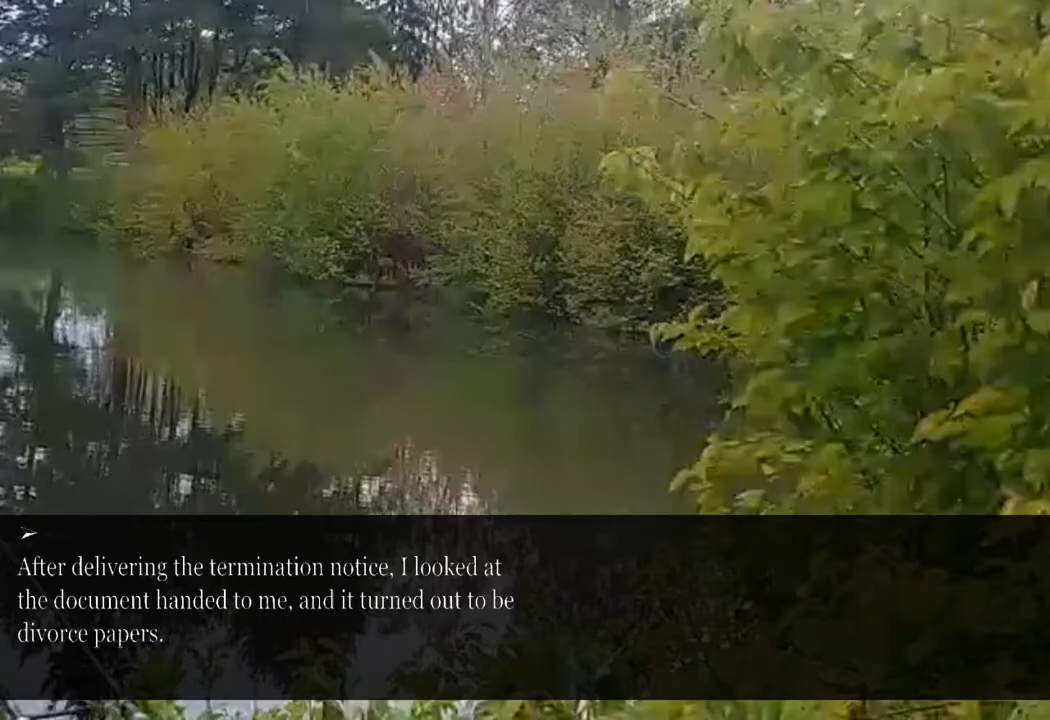 After delivering the termination notice, I looked at
the document handed to me, and it turned out to be
divorce papers.